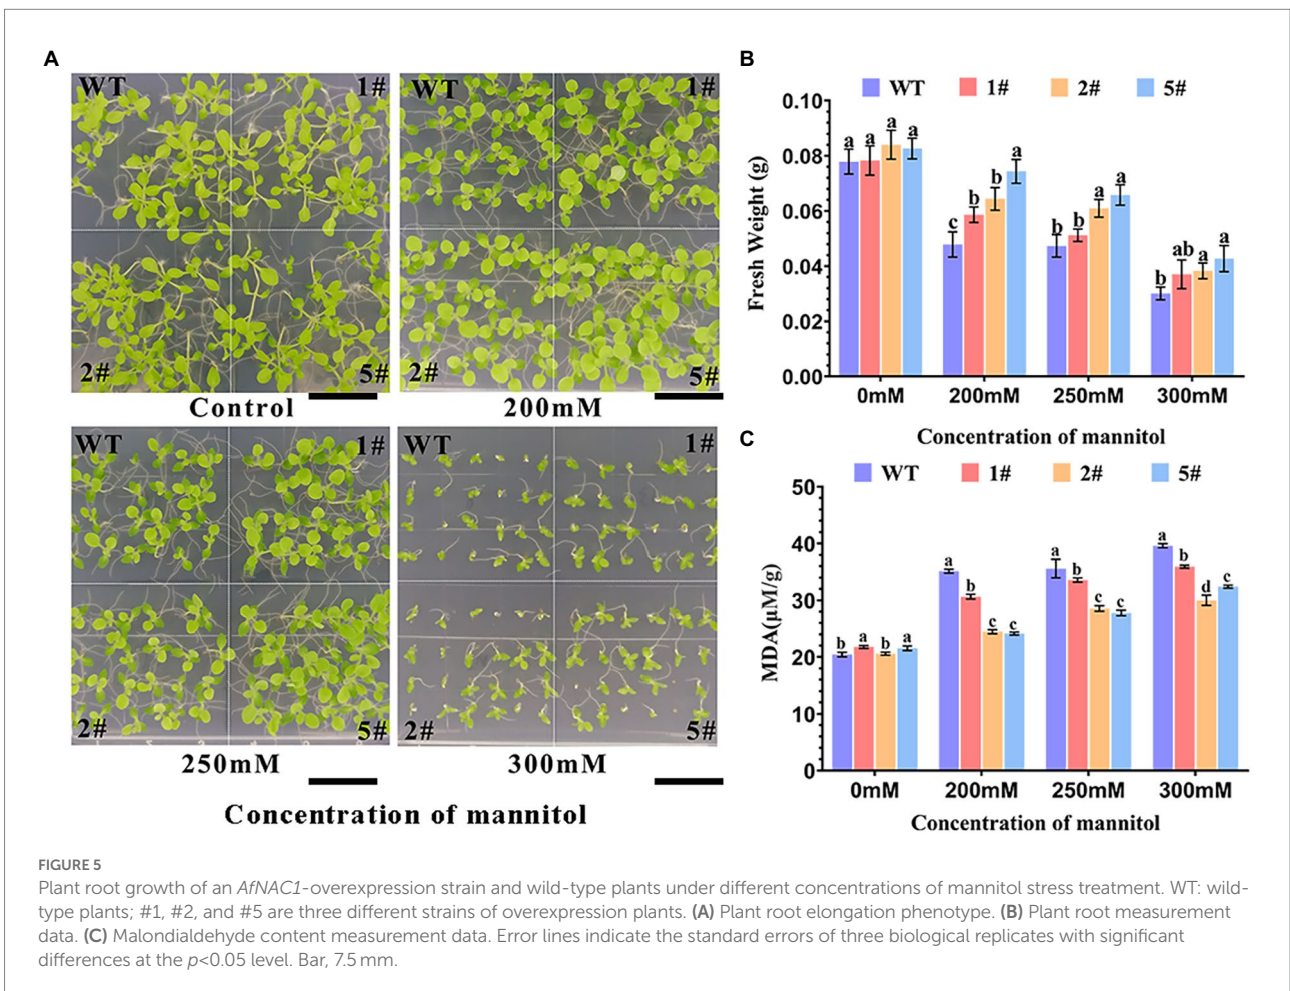 A
WT 1#
2# 5#
Control
WT 1#
2# 5#
200mM
WT 1#
2# 5#
250mM
WT 1#
2# 5#
300mM
Concentration of mannitol
B
WT 1# 2# 5#
Fresh Weight (g)
0.10
0.08
0.06
0.04
0.02
0.00
a a a a
c b b a
b b a a
b ab a a
0mM 200mM 250mM 300mM
Concentration of mannitol
C
WT 1# 2# 5#
MDA(μM/g)
50
40
30
20
10
0
b a b a
a b c c
a b c c
a b d c
0mM 200mM 250mM 300mM
Concentration of mannitol
FIGURE 5
Plant root growth of an AfNAC1-overexpression strain and wild-type plants under different concentrations of mannitol stress treatment. WT: wild-
type plants; #1, #2, and #5 are three different strains of overexpression plants. (A) Plant root elongation phenotype. (B) Plant root measurement
data. (C) Malondialdehyde content measurement data. Error lines indicate the standard errors of three biological replicates with significant
differences at the p<0.05 level. Bar, 7.5 mm.